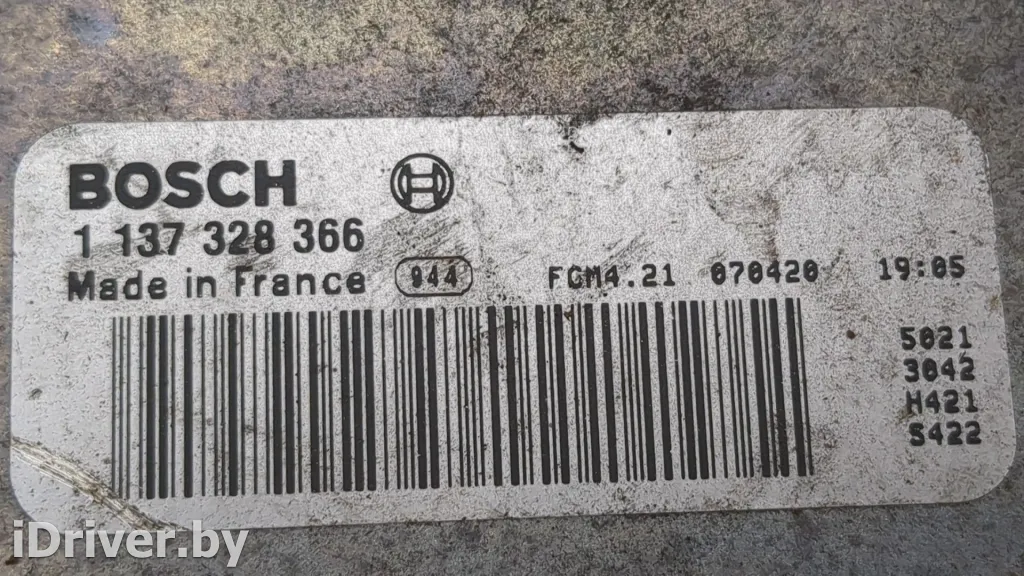 BOSCH
1 137 328 366
Made in France 944 FCM4.21 070420 19:05
5021
3042
H421
5422
iDriver.by